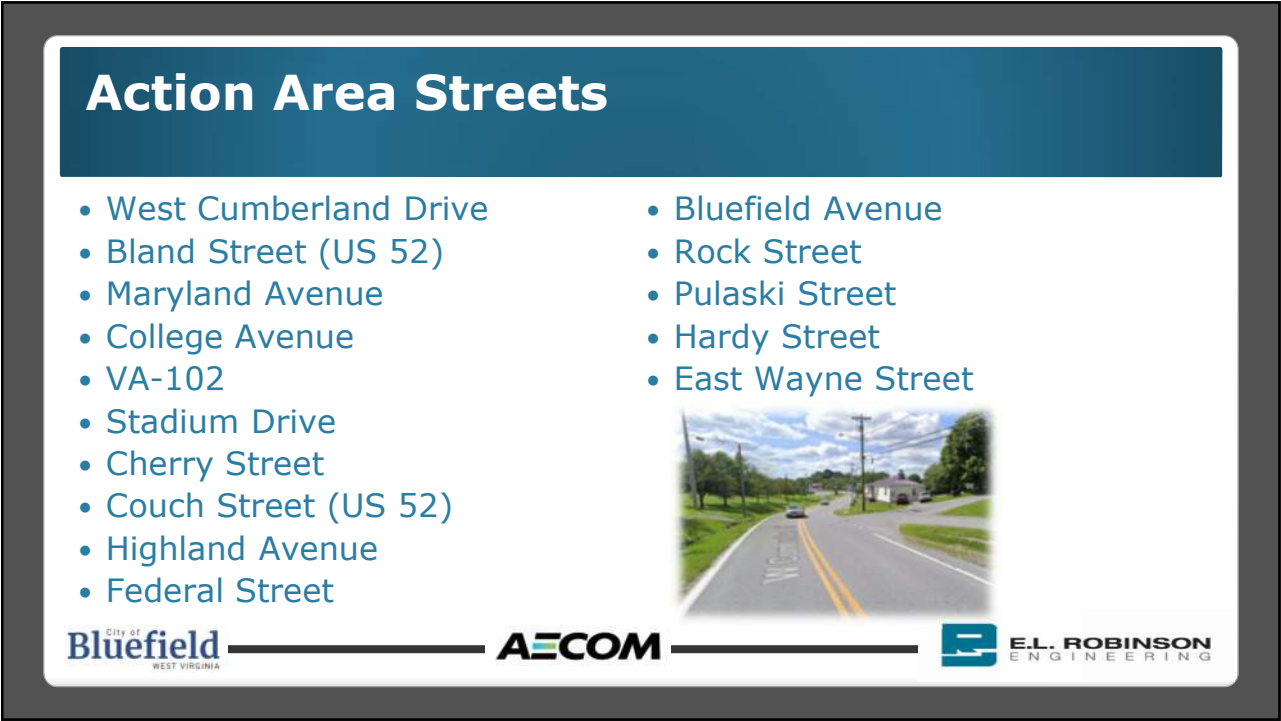 Action Area Streets
• West Cumberland Drive
• Bland Street (US 52)
• Maryland Avenue
• College Avenue
• VA-102
• Stadium Drive
• Cherry Street
• Couch Street (US 52)
• Highland Avenue
• Federal Street
• Bluefield Avenue
• Rock Street
• Pulaski Street
• Hardy Street
• East Wayne Street
City of
Bluefield
WEST VIRGINIA
AECOM
E.L. ROBINSON
ENGINEERING